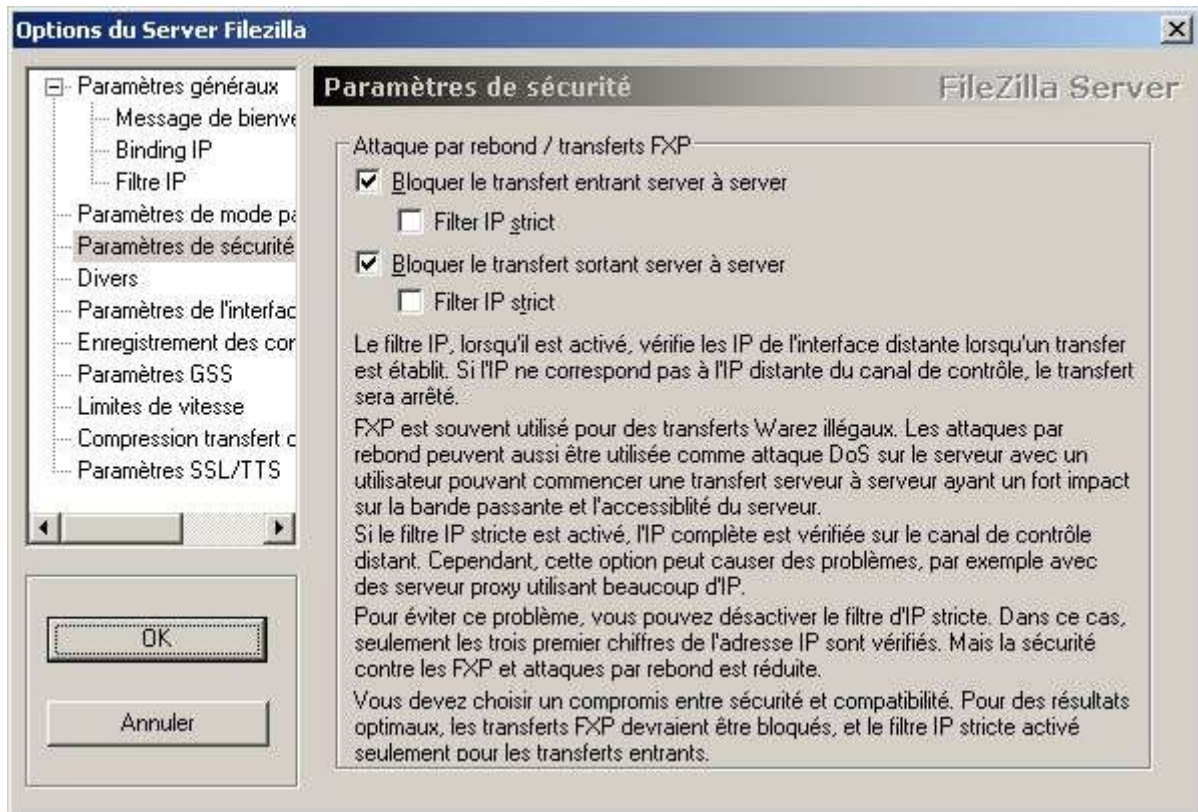 Options du Server Filezilla
Paramètres généraux
Message de bienve
Binding IP
Filtre IP
Paramètres de mode pa
Paramètres de sécurité
Divers
Paramètres de l'interfac
Enregistrement des cor
Paramètres GSS
Limites de vitesse
Compression transfert c
Paramètres SSL/TTS
OK
Annuler
Paramètres de sécurité
FileZilla Server
Attaque par rebond / transferts FXP
Bloquer le transfert entrant server à server
Filter IP strict
Bloquer le transfert sortant server à server
Filter IP strict
Le filtre IP, lorsqu'il est activé, vérifie les IP de l'interface distante lorsqu'un transfer
est établit. Si l'IP ne correspond pas à l'IP distante du canal de contrôle, le transfert
sera arrêté.
FXP est souvent utilisé pour des transferts Warez illégaux. Les attaques par
rebond peuvent aussi être utilisée comme attaque DoS sur le serveur avec un
utilisateur pouvant commencer une transfert serveur à serveur ayant un fort impact
sur la bande passante et l'accessiblité du serveur.
Si le filtre IP stricte est activé, l'IP complète est vérifiée sur le canal de contrôle
distant. Cependant, cette option peut causer des problèmes, par exemple avec
des serveur proxy utilisant beaucoup d'IP.
Pour éviter ce problème, vous pouvez désactiver le filtre d'IP stricte. Dans ce cas,
seulement les trois premier chiffres de l'adresse IP sont vérifiés. Mais la sécurité
contre les FXP et attaques par rebond est réduite.
Vous devez choisir un compromis entre sécurité et compatibilité. Pour des résultats
optimaux, les transferts FXP devraient être bloqués, et le filtre IP stricte activé
seulement pour les transferts entrants.